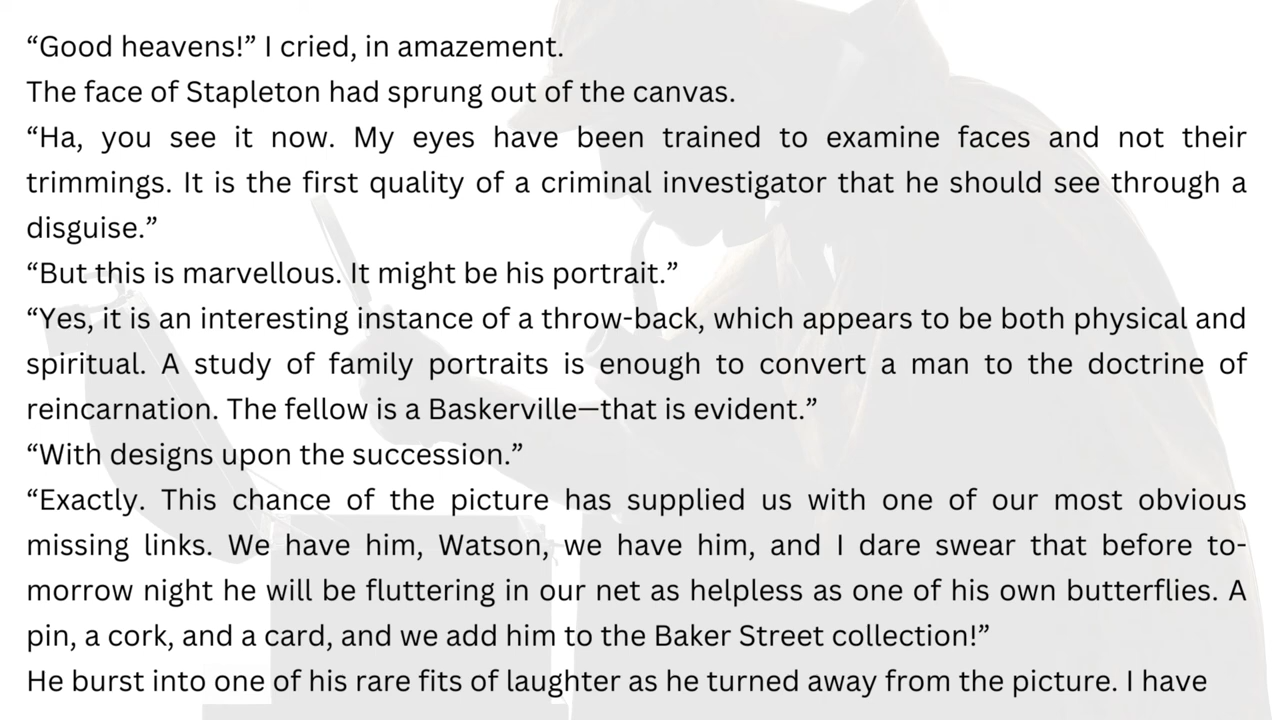 “Good heavens!” I cried, in amazement.
The face of Stapleton had sprung out of the canvas.
“Ha, you see it now. My eyes have been trained to examine faces and not their
trimmings. It is the first quality of a criminal investigator that he should see through a
disguise.”
“But this is marvellous. It might be his portrait.”
“Yes, it is an interesting instance of a throw-back, which appears to be both physical and
spiritual. A study of family portraits is enough to convert a man to the doctrine of
reincarnation. The fellow is a Baskerville—that is evident.”
“With designs upon the succession.”
“Exactly. This chance of the picture has supplied us with one of our most obvious
missing links. We have him, Watson, we have him, and I dare swear that before to-
morrow night he will be fluttering in our net as helpless as one of his own butterflies. A
pin, a cork, and a card, and we add him to the Baker Street collection!”
He burst into one of his rare fits of laughter as he turned away from the picture. I have